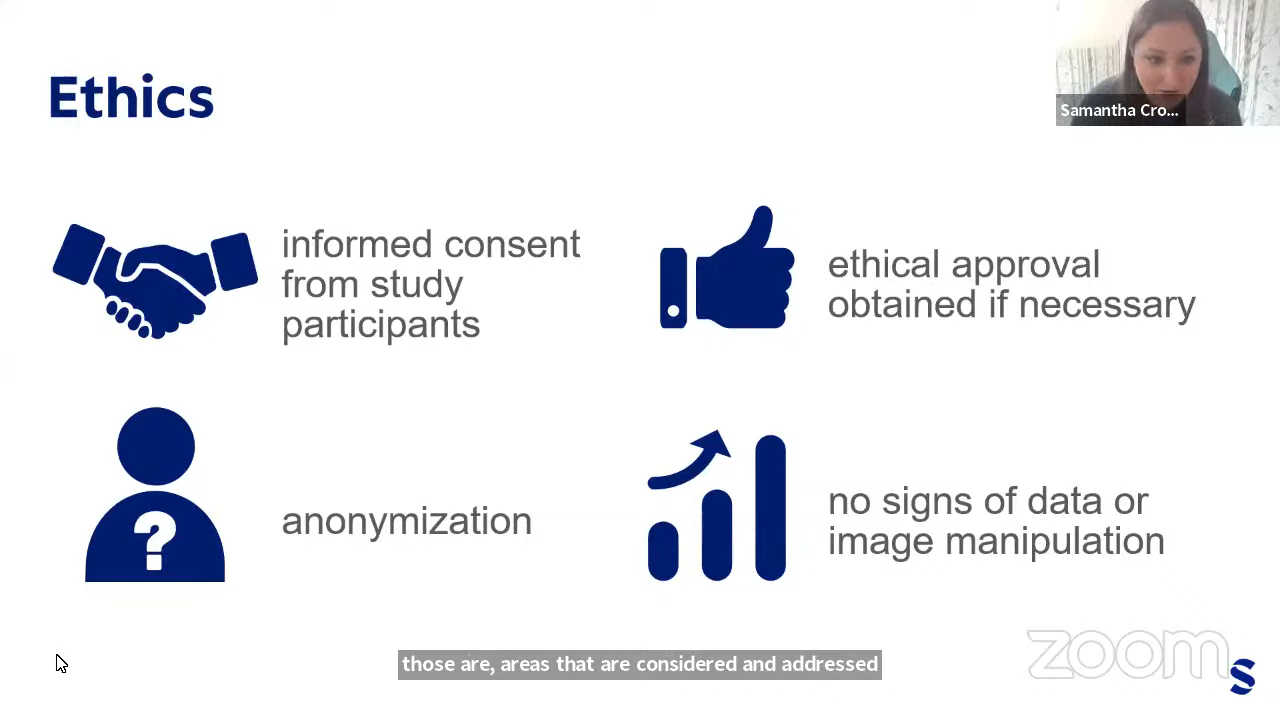 Ethics
Samantha Cro...
informed consent
from study
participants
ethical approval
obtained if necessary
?
anonymization
no signs of data or
image manipulation
those are, areas that are considered and addressed
zoom
S